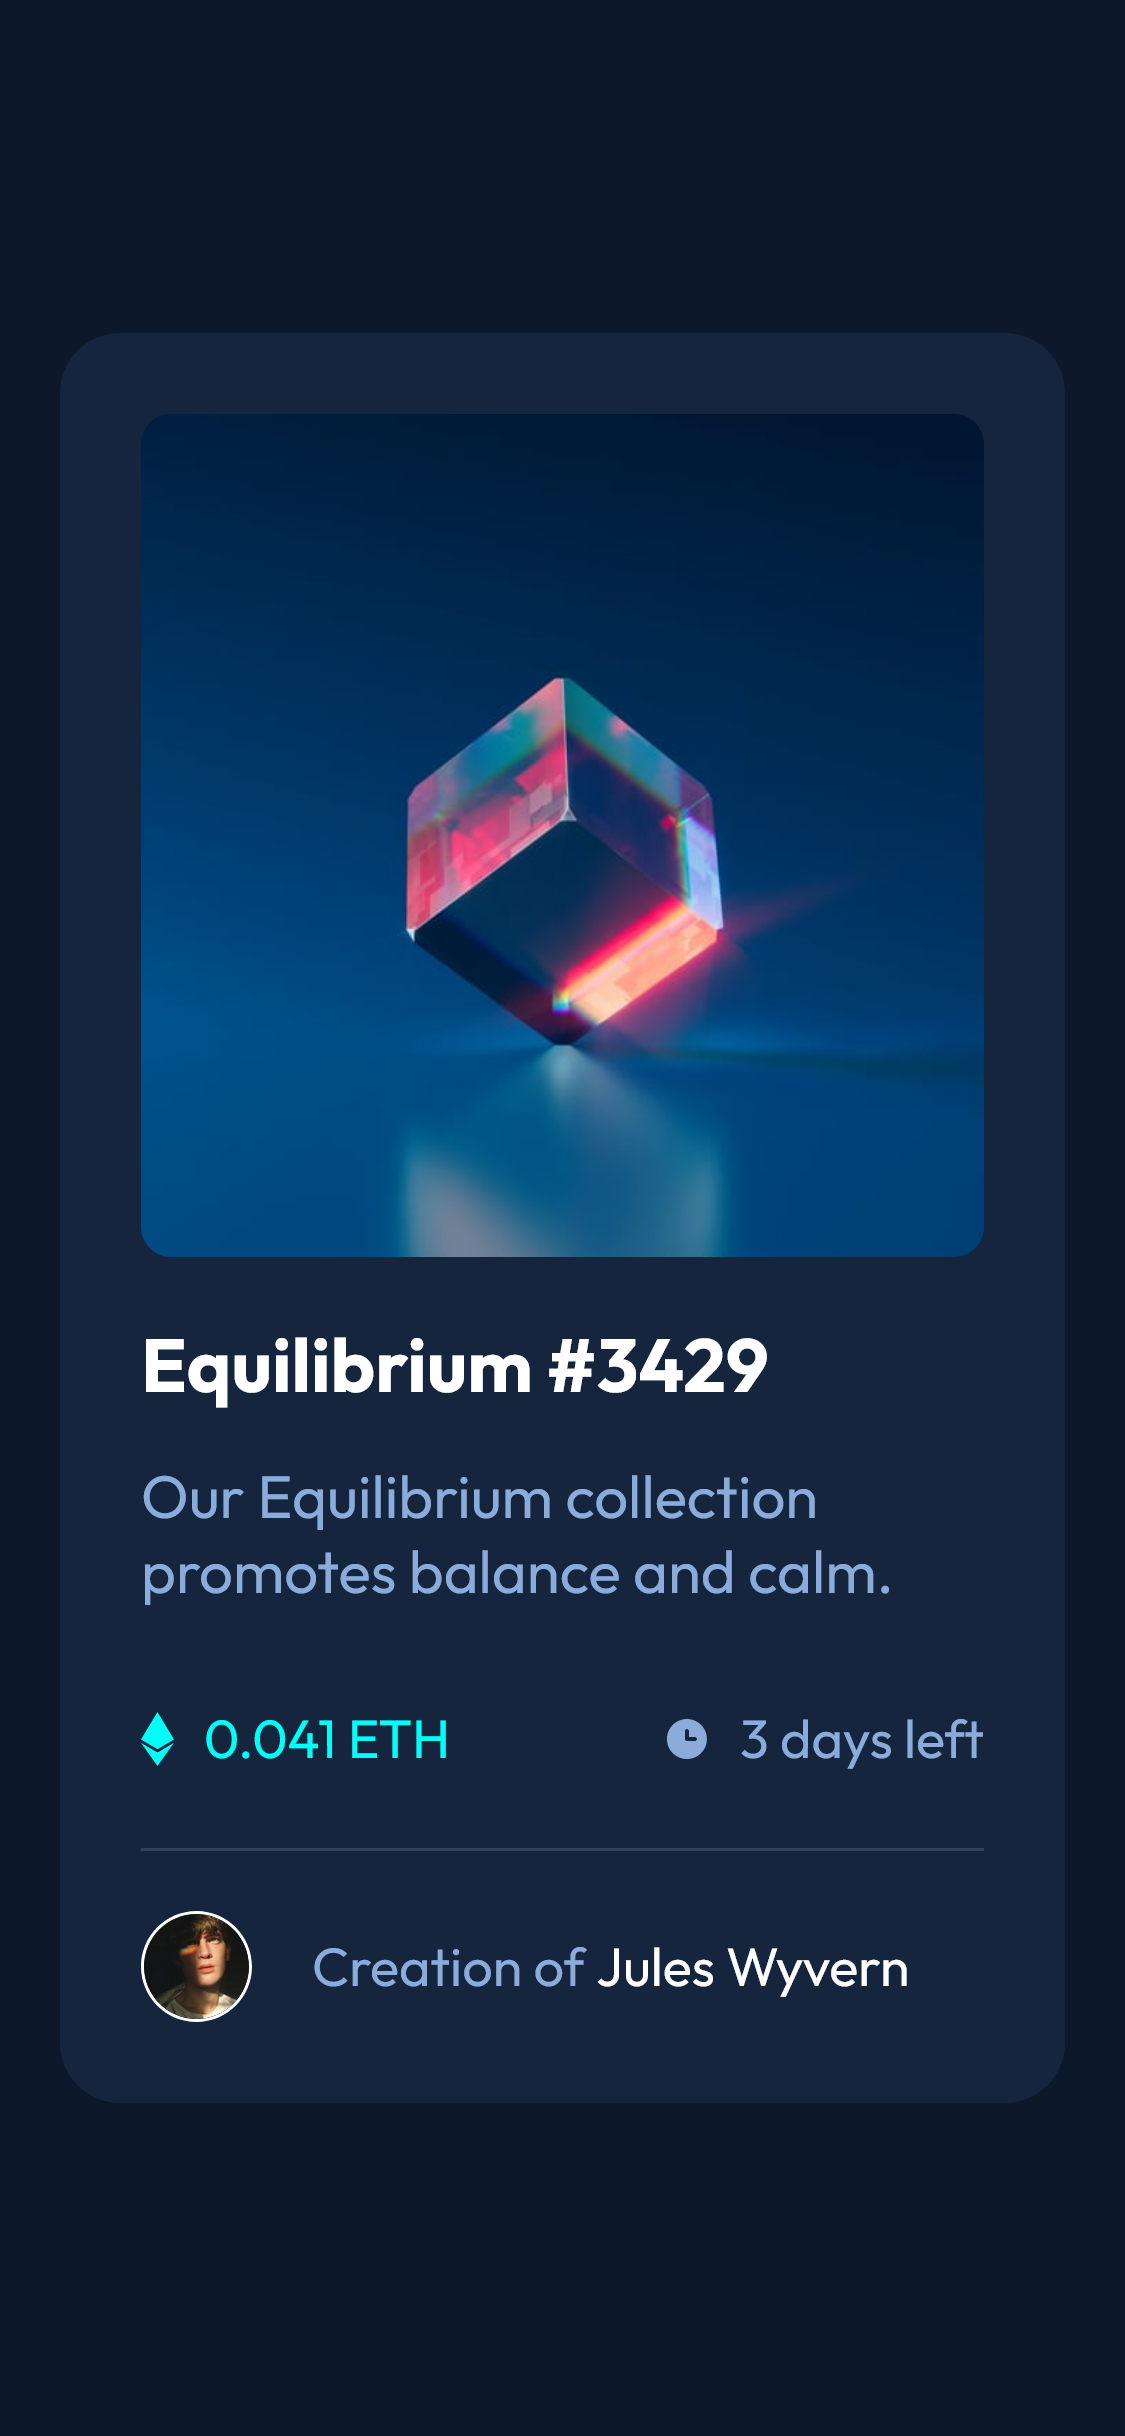 Equilibrium #3429
Our Equilibrium collection
promotes balance and calm.
0.041 ETH
3 days left
Creation of Jules Wyvern